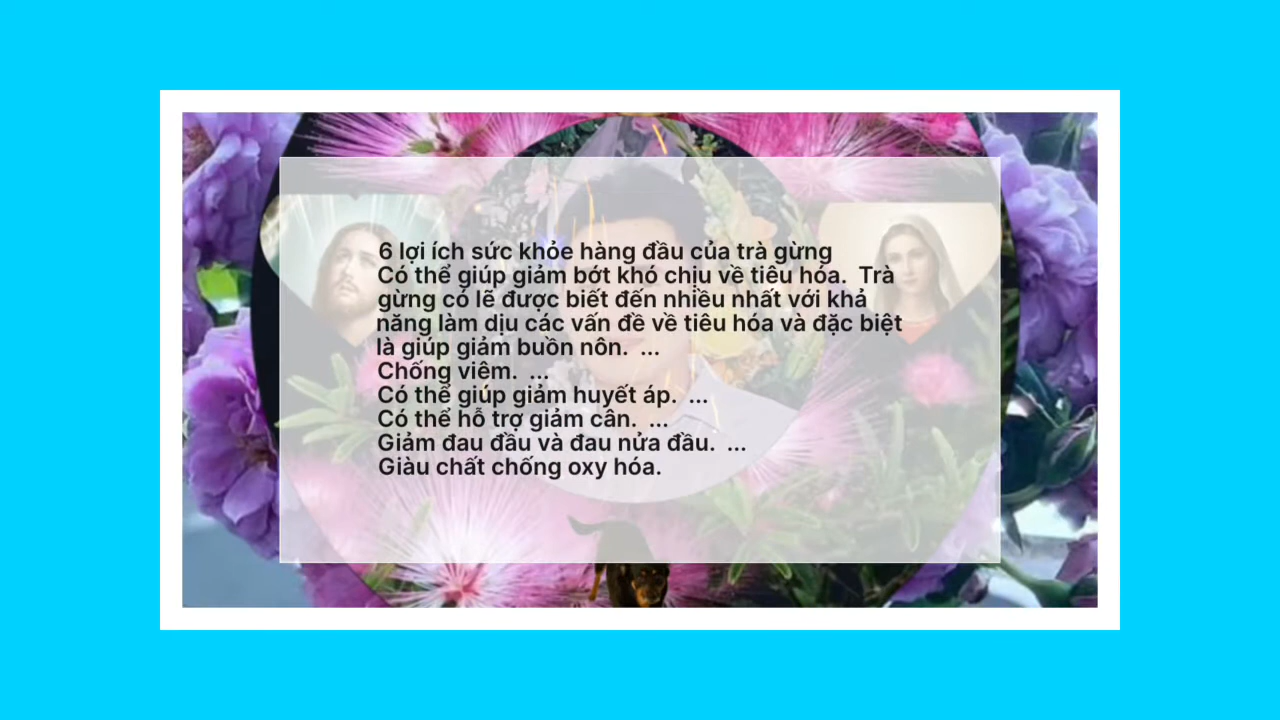 6 lợi ích sức khỏe hàng đầu của trà gừng
Có thể giúp giảm bớt khó chịu về tiêu hóa.  Trà
gừng có lẽ được biết đến nhiều nhất với khả
năng làm dịu các vấn đề về tiêu hóa và đặc biệt
là giúp giảm buồn nôn.  ...
Chống viêm.  ...
Có thể giúp giảm huyết áp.  ...
Có thể hỗ trợ giảm cân.  ...
Giảm đau đầu và đau nửa đầu.  ...
Giàu chất chống oxy hóa.